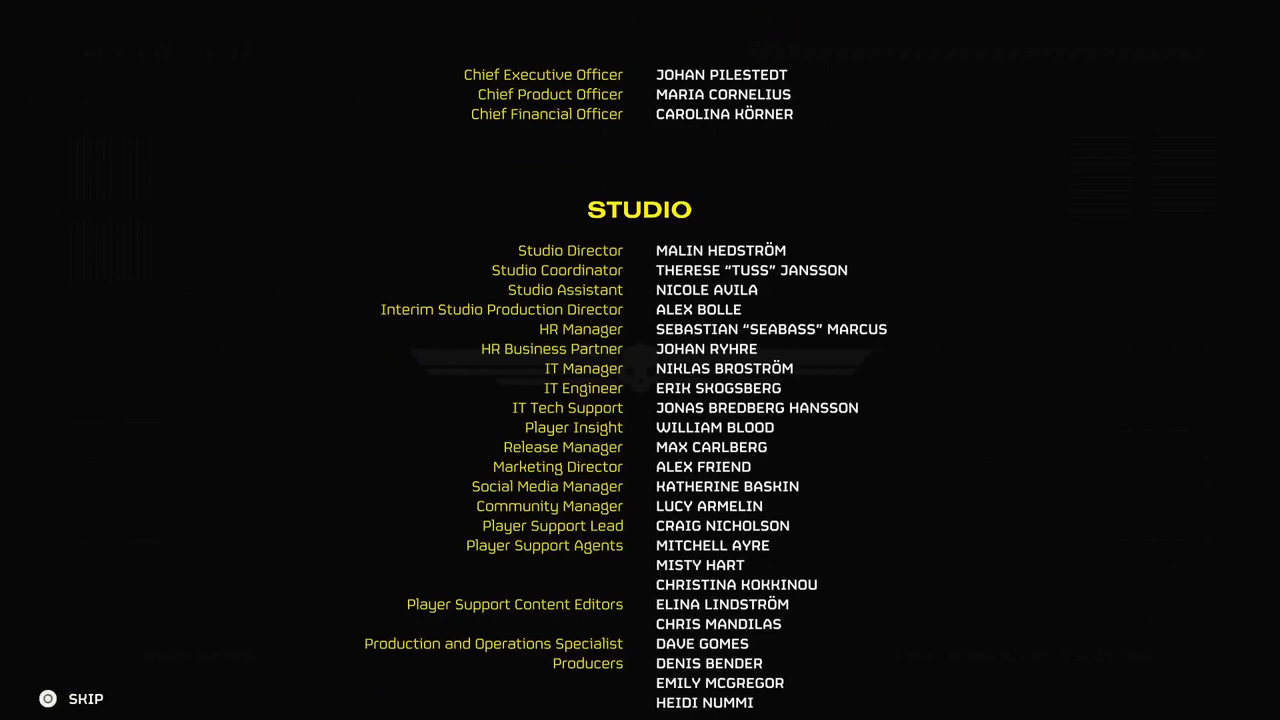 Chief Executive Officer JOHAN PILESTEDT
Chief Product Officer MARIA CORNELIUS
Chief Financial Officer CAROLINA KÖRNER
STUDIO
Studio Director MALIN HEDSTRÖM
Studio Coordinator THERESE “TUSS” JANSSON
Studio Assistant NICOLE AVILA
Interim Studio Production Director ALEX BOLLE
HR Manager SEBASTIAN “SEABASS” MARCUS
HR Business Partner JOHAN RYHRE
IT Manager NIKLAS BROSTRÖM
IT Engineer ERIK SKOGSBERG
IT Tech Support JONAS BREDBERG HANSSON
Player Insight WILLIAM BLOOD
Release Manager MAX CARLBERG
Marketing Director ALEX FRIEND
Social Media Manager KATHERINE BASKIN
Community Manager LUCY ARMELIN
Player Support Lead CRAIG NICHOLSON
Player Support Agents MITCHELL AYRE
MISTY HART
CHRISTINA KOKKINOU
Player Support Content Editors ELINA LINDSTRÖM
CHRIS MANDILAS
Production and Operations Specialist DAVE GOMES
Producers DENIS BENDER
EMILY MCGREGOR
HEIDI NUMMI
SKIP